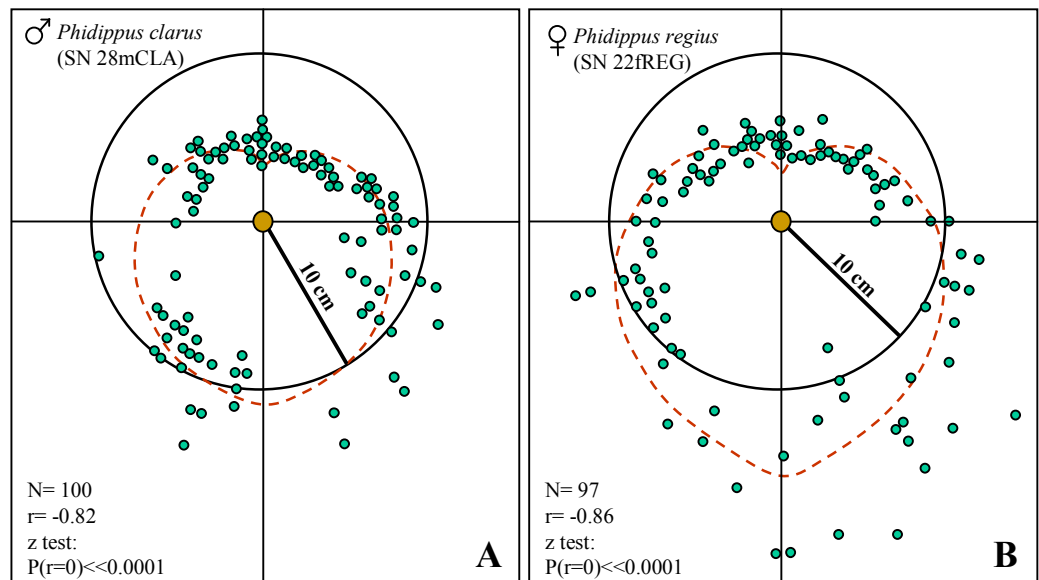 ♂ Phidippus clarus
(SN 28mCLA)
10 cm
N= 100
r= -0.82
z test:
P(r=0)<<0.0001
A
♀ Phidippus regius
(SN 22fREG)
10 cm
N= 97
r= -0.86
z test:
P(r=0)<<0.0001
B